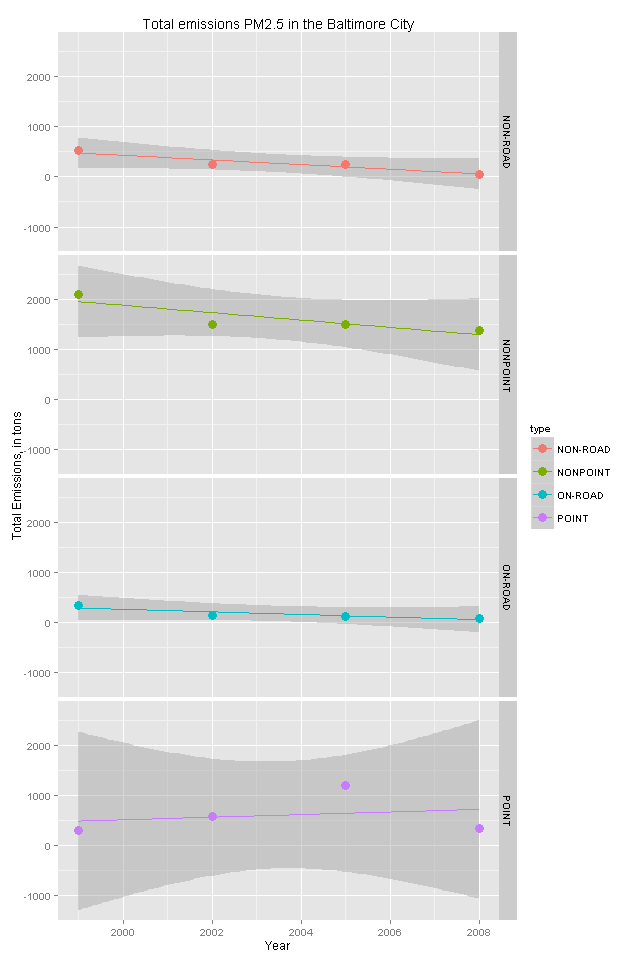 Total emissions PM2.5 in the Baltimore City
2000
1000
0
-1000
NON-ROAD
2000
1000
0
-1000
NONPOINT
2000
1000
0
-1000
ON-ROAD
2000
1000
0
-1000
POINT
2000
2002
2004
2006
2008
Year
Total Emissions, in tons
type
NON-ROAD
NONPOINT
ON-ROAD
POINT